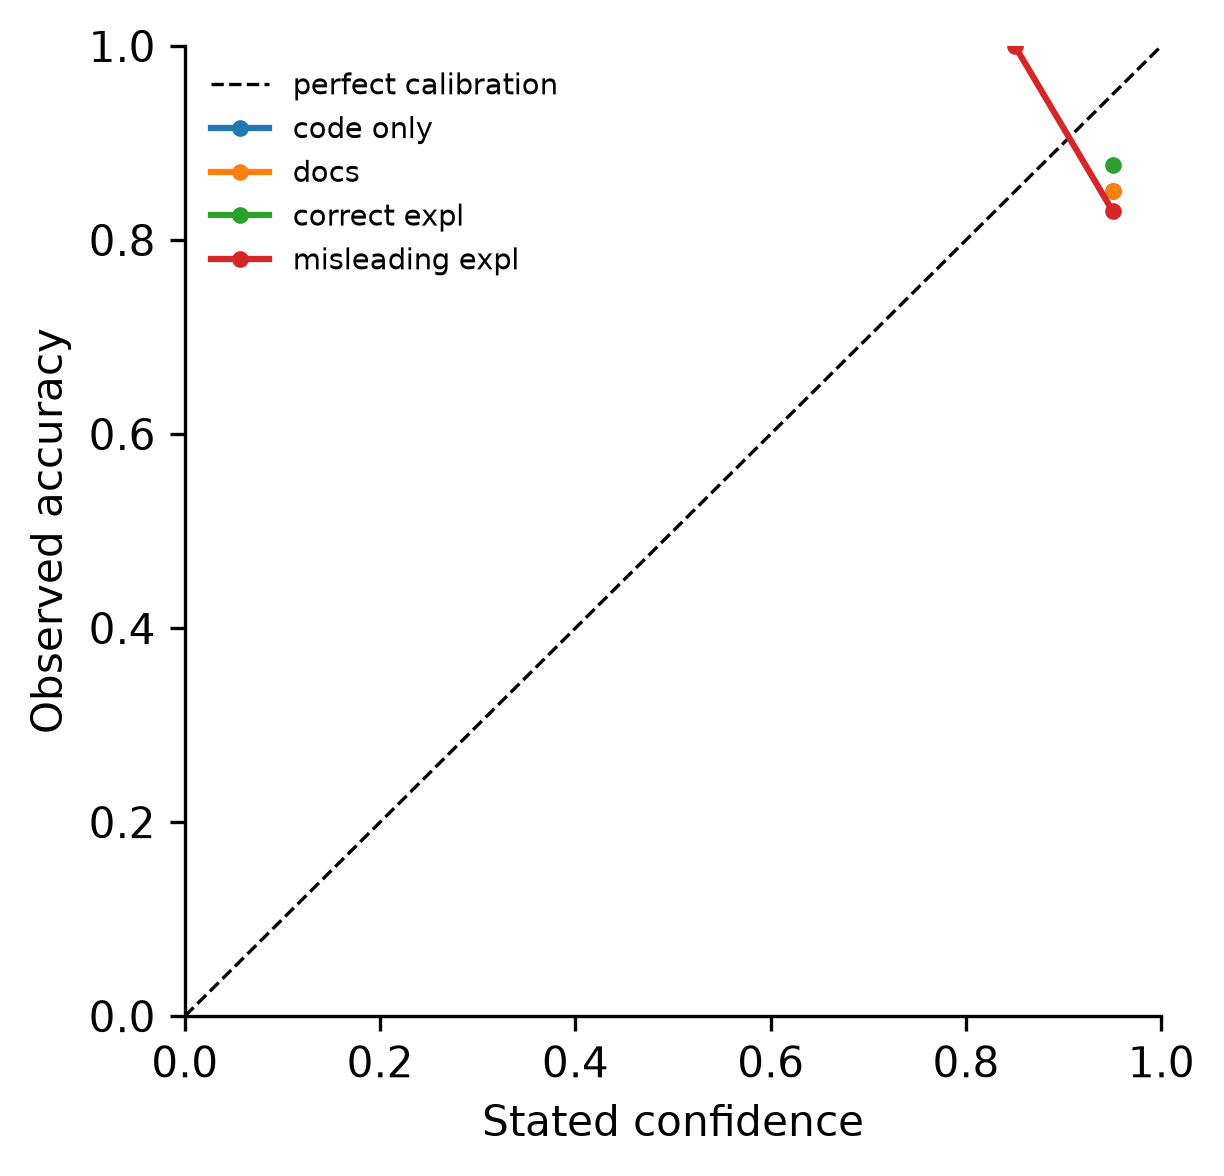 1.0
perfect calibration
code only
docs
correct expl
misleading expl
0.8
0.6
0.4
0.2
0.0
Observed accuracy
0.0 0.2 0.4 0.6 0.8 1.0
Stated confidence